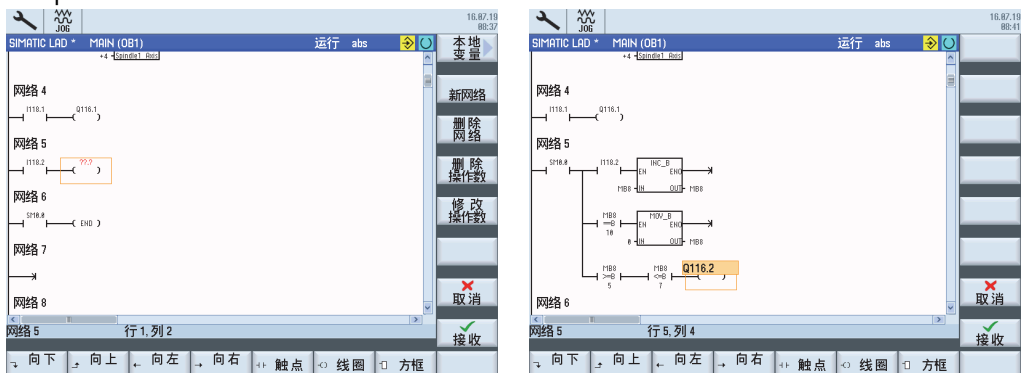 JOG
16.07.19
08:37
SIMATIC LAD * MAIN (OB1)
运行 abs
本地
变量
+4 Spindle1 Axis
网络 4
I118.1 Q116.1
新网络
网络 5
删除
网络
I118.2 ??.?
删除
操作数
网络 6
修改
操作数
SM0.0
END
网络 7
取消
网络 8
网络 5 行 1, 列 2
接收
向下 向上 向左 向右 触点 线圈 方框
JOG
16.07.19
08:41
SIMATIC LAD * MAIN (OB1)
运行 abs
+4 Spindle1 Axis
网络 4
I118.1 Q116.1
网络 5
SM0.0 I118.2 INC_B
EN ENO
MB8 IN OUT MB8
MB8 MOV_B
==B EN ENO
10
0 IN OUT MB8
MB8 MB8 Q116.2
>=B <=B
5 7
取消
网络 6
网络 5 行 5, 列 4
接收
向下 向上 向左 向右 触点 线圈 方框